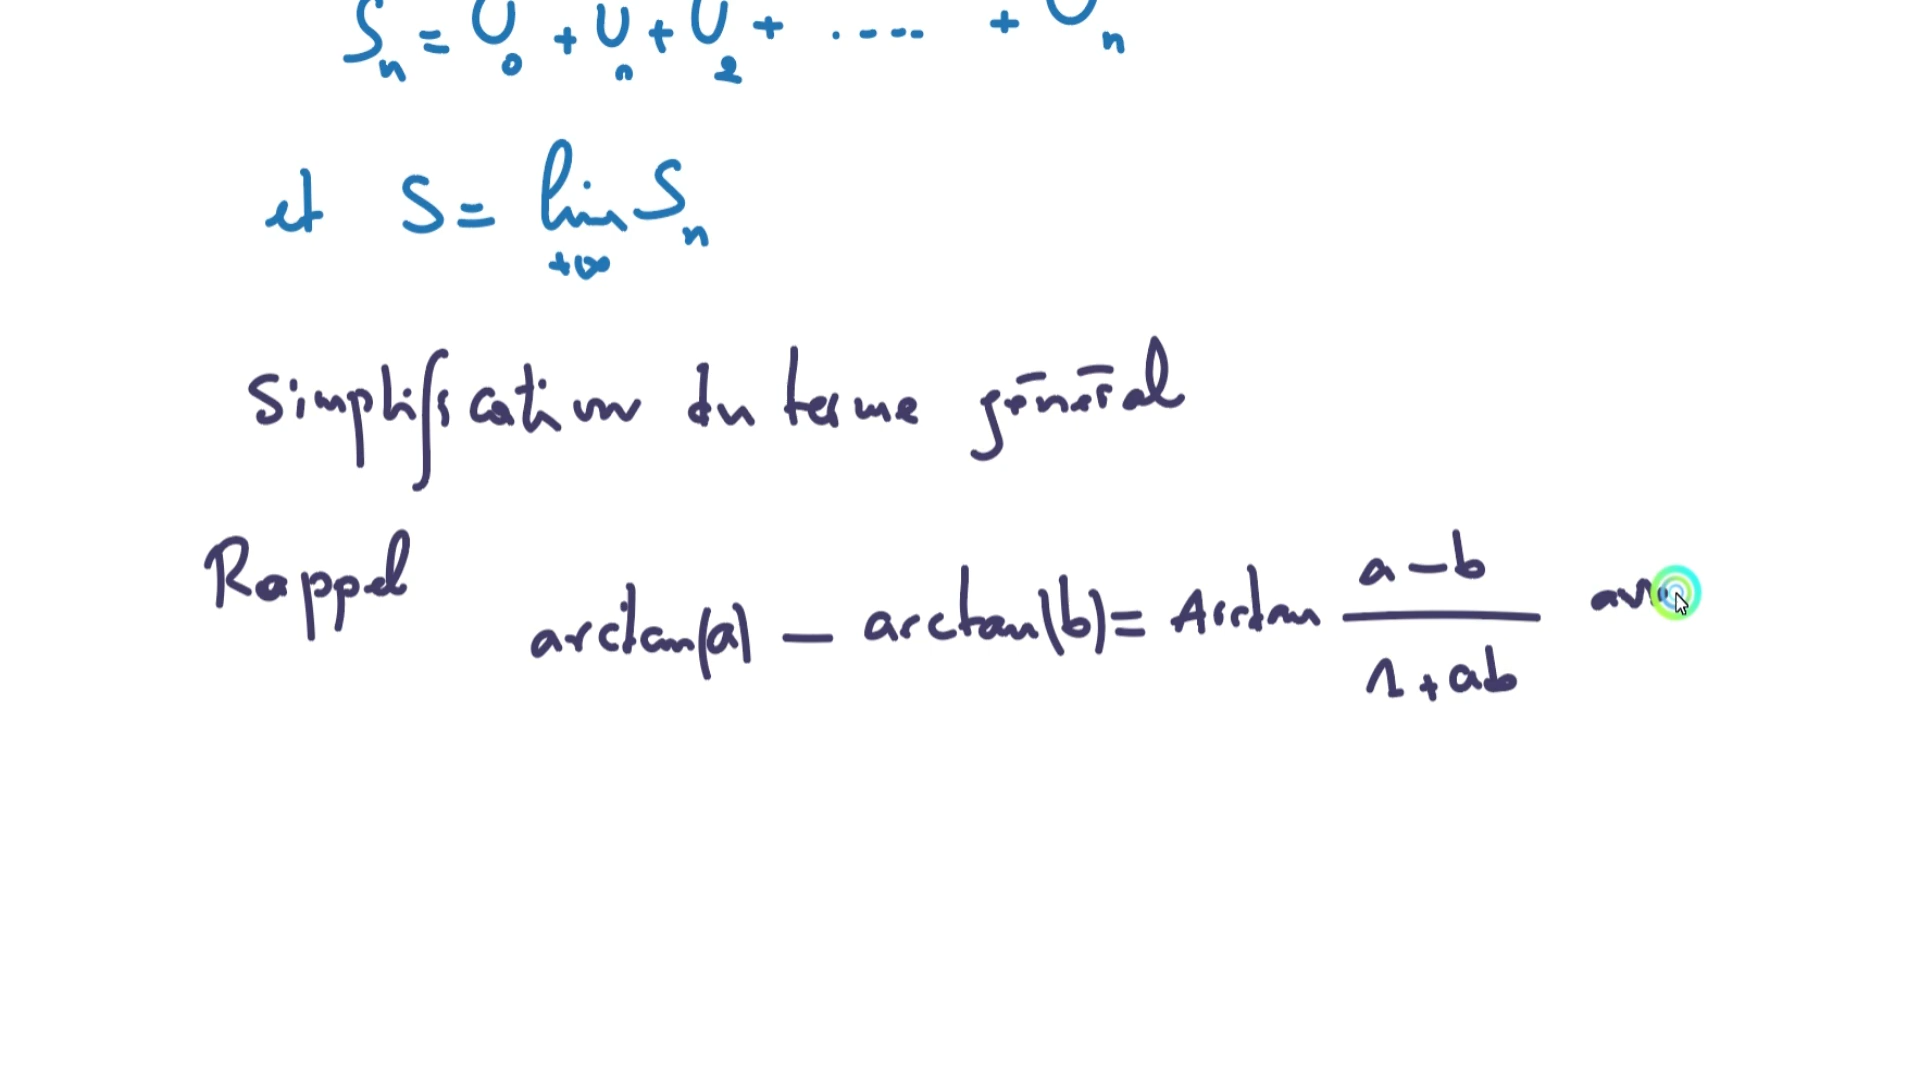 Sn = U0 + U1 + U2 + ..... + Un
et S = lim Sn
+∞
Simplification du terme général
Rappel arctan(a) — arctan(b) = Arctan (a-b)/(1+ab)